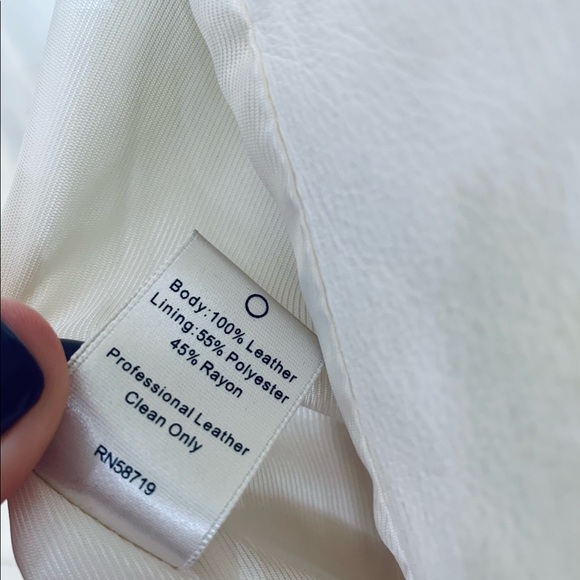 Body:100% Leather
Lining:55% Polyester
45% Rayon
Professional Leather
Clean Only
RN58719